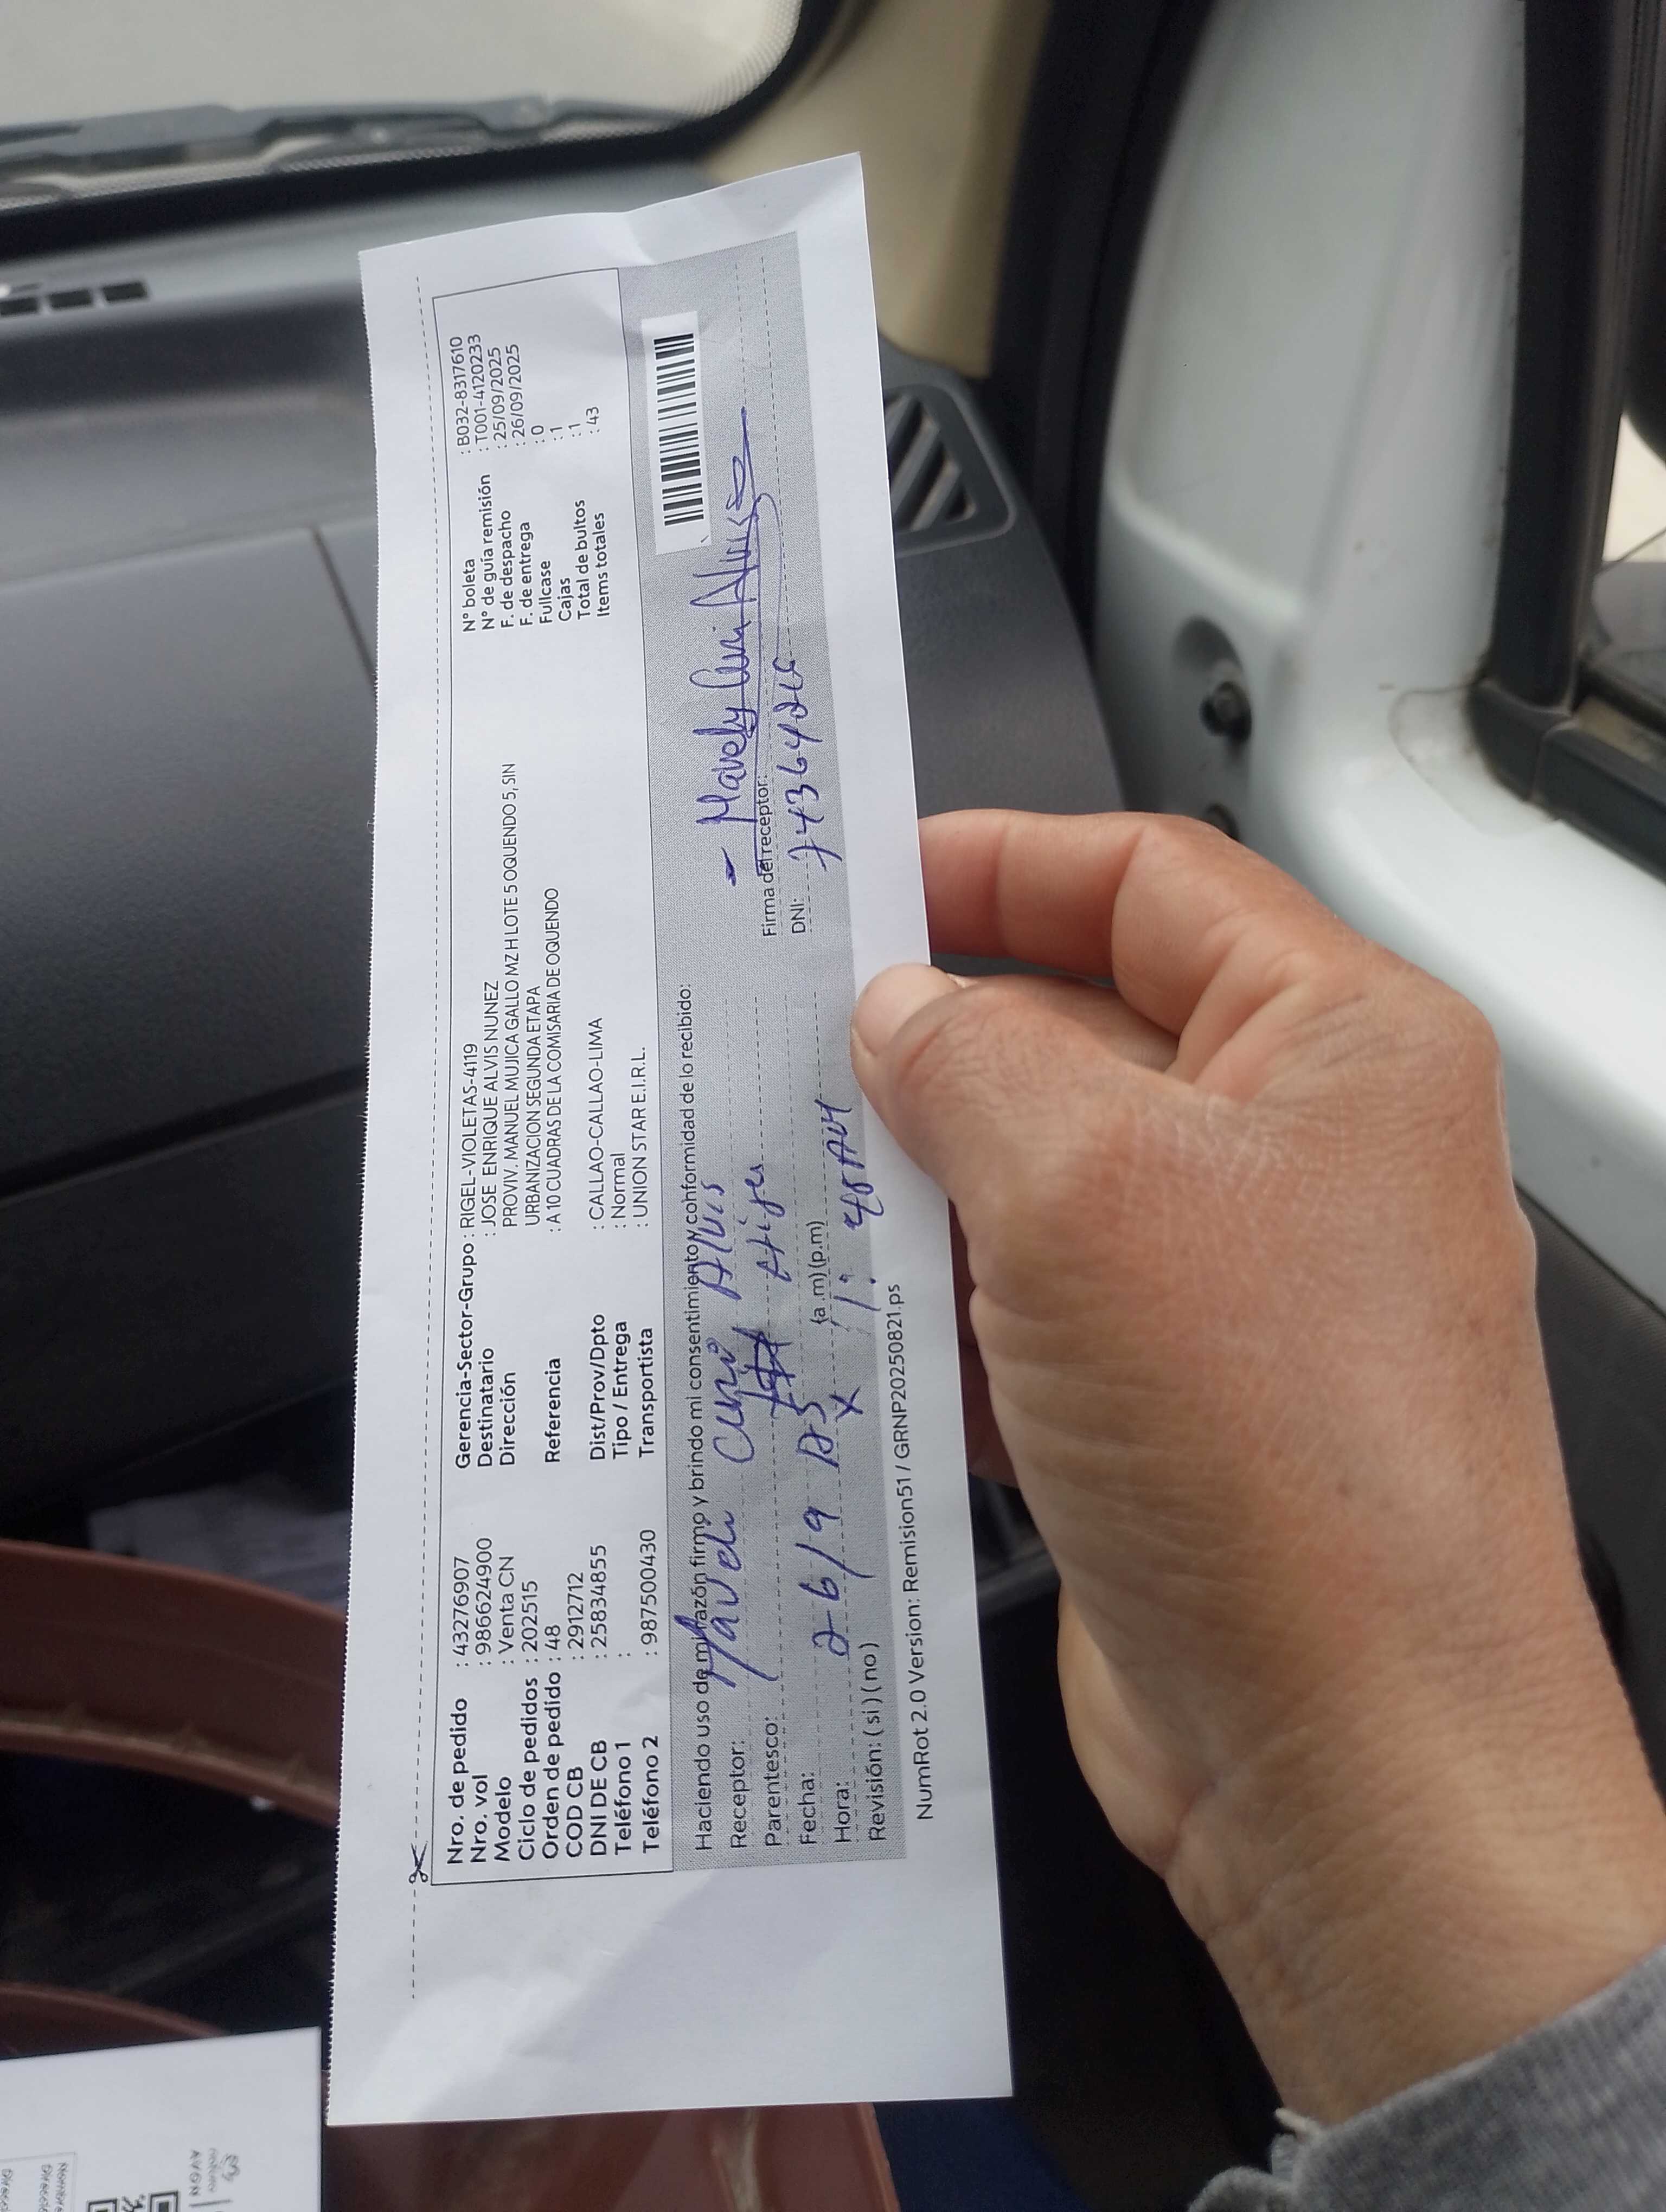 Nro. de pedido : 43276907
Nro. vol : 986624900
Modelo : Venta CN
Ciclo de pedidos : 202515
Orden de pedido : 48
COD CB : 2912712
DNI DE CB : 25834855
Teléfono 1 :
Teléfono 2 : 987500430
Gerencia-Sector-Grupo : RIGEL-VIOLETAS-4119
Destinatario : JOSE ENRIQUE ALVIS NUNEZ
Dirección PROVIV. MANUEL MUJICA GALLO MZ H LOTE 5 OQUENDO 5, SIN
URBANIZACION SEGUNDA ETAPA
Referencia : A 10 CUADRAS DE LA COMISARIA DE OQUENDO
Dist/Prov/Dpto : CALLAO-CALLAO-LIMA
Tipo / Entrega : Normal
Transportista : UNION STAR E.I.R.L.
N° boleta : B032-8317610
N° de guía remisión : T001-4120233
F. de despacho : 25/09/2025
F. de entrega : 26/09/2025
Fullcase : 0
Cajas : 1
Total de bultos : 1
Items totales : 43
Haciendo uso de mi razón firmo y brindo mi consentimiento y conformidad de lo recibido:
Receptor: Maveli Alvis
Parentesco:
Fecha: 26/9
Hora: (a .m) (p.m)
Revisión: ( si ) ( no )
Mavely
Firma del receptor:
DNI:
NumRot 2.0 Version: Remision51 / GRNP20250821.ps
AVON